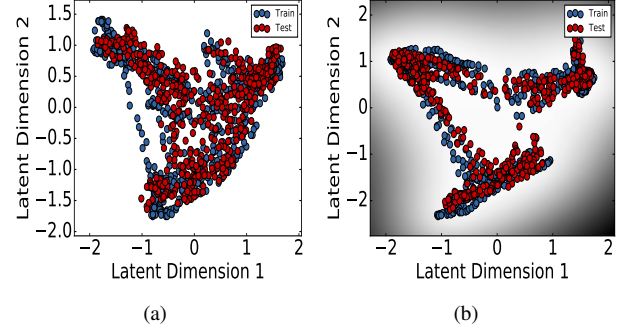 Train
Test
1.5
1.0
0.5
0.0
−0.5
−1.0
−1.5
−2.0
Latent Dimension 2
−2 −1 0 1 2
Latent Dimension 1
(a)
Train
Test
2
1
0
−1
−2
Latent Dimension 2
−2 −1 0 1 2
Latent Dimension 1
(b)